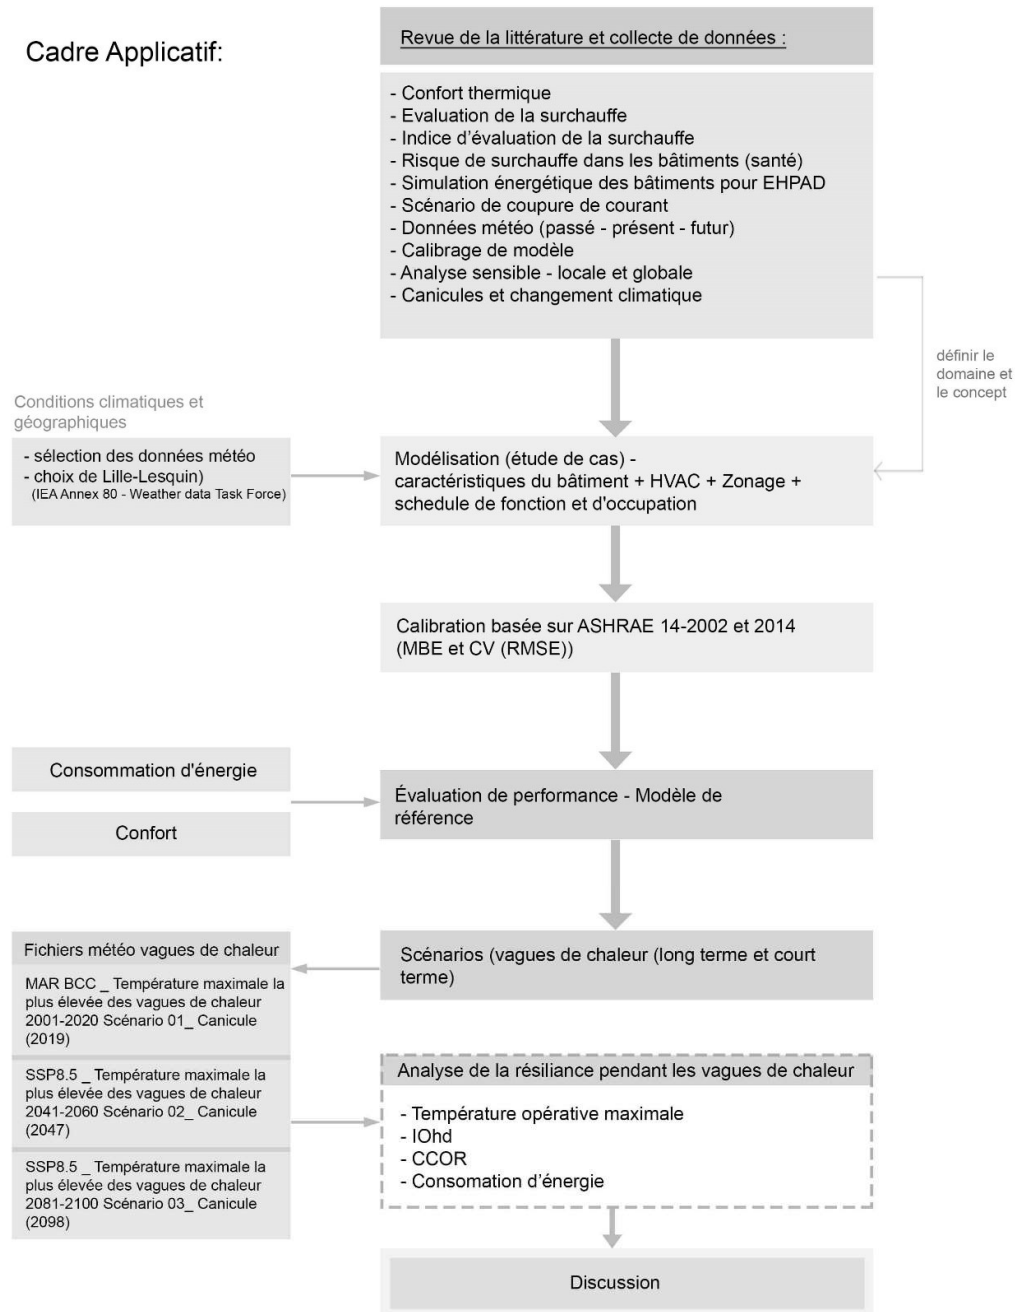 Cadre Applicatif:
Revue de la littérature et collecte de données :
- Confort thermique
- Evaluation de la surchauffe
- Indice d'évaluation de la surchauffe
- Risque de surchauffe dans les bâtiments (santé)
- Simulation énergétique des bâtiments pour EHPAD
- Scénario de coupure de courant
- Données météo (passé - présent - futur)
- Calibrage de modèle
- Analyse sensible - locale et globale
- Canicules et changement climatique
définir le
domaine et
le concept
Conditions climatiques et
géographiques
- sélection des données météo
- choix de Lille-Lesquin)
(IEA Annex 80 - Weather data Task Force)
Modélisation (étude de cas) -
caractéristiques du bâtiment + HVAC + Zonage +
schedule de fonction et d'occupation
Calibration basée sur ASHRAE 14-2002 et 2014
(MBE et CV (RMSE))
Consommation d'énergie
Confort
Évaluation de performance - Modèle de
référence
Scénarios (vagues de chaleur (long terme et court
terme)
Fichiers météo vagues de chaleur
MAR BCC _ Température maximale la
plus élevée des vagues de chaleur
2001-2020 Scénario 01_ Canicule
(2019)
SSP8.5 _ Température maximale la
plus élevée des vagues de chaleur
2041-2060 Scénario 02_ Canicule
(2047)
SSP8.5 _ Température maximale la
plus élevée des vagues de chaleur
2081-2100 Scénario 03_ Canicule
(2098)
Analyse de la résiliance pendant les vagues de chaleur
- Température opérative maximale
- IOhd
- CCOR
- Consomation d'énergie
Discussion